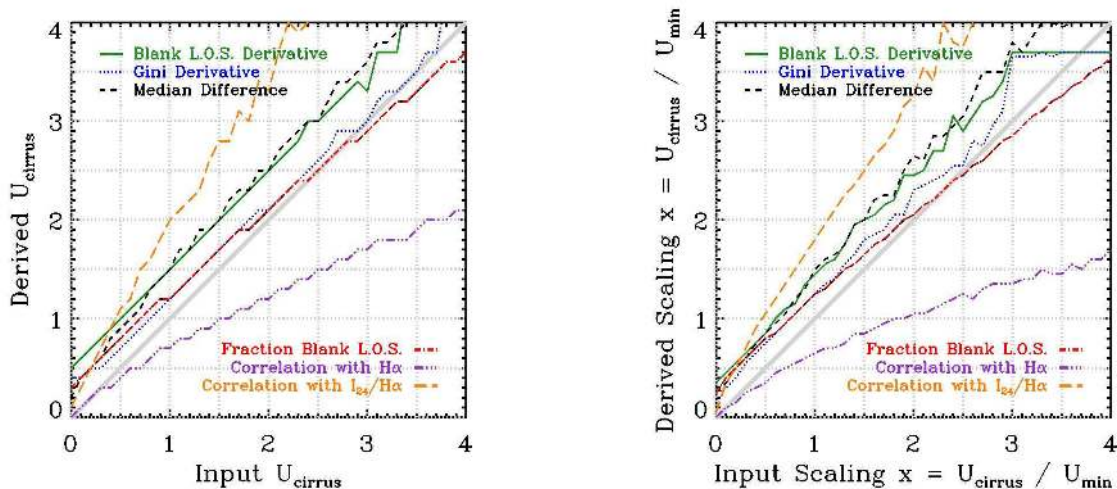 Derived U_cirrus
4
3
2
1
0
Blank L.O.S. Derivative
Gini Derivative
Median Difference
Fraction Blank L.O.S.
Correlation with Hα
Correlation with I_24/Hα
0 1 2 3 4
Input U_cirrus
Derived Scaling x = U_cirrus / U_min
4
3
2
1
0
Blank L.O.S. Derivative
Gini Derivative
Median Difference
Fraction Blank L.O.S.
Correlation with Hα
Correlation with I_24/Hα
0 1 2 3 4
Input Scaling x = U_cirrus / U_min